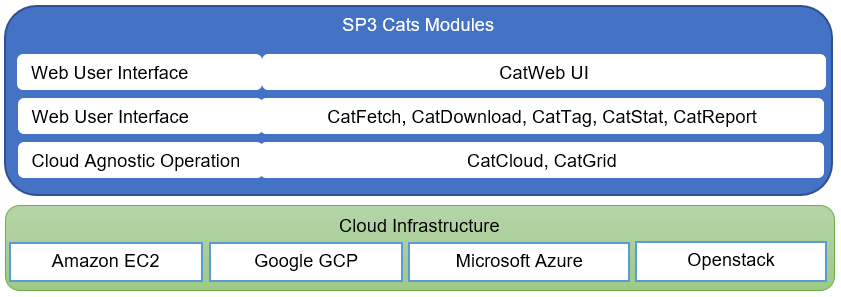 SP3 Cats Modules
Web User Interface CatWeb UI
Web User Interface CatFetch, CatDownload, CatTag, CatStat, CatReport
Cloud Agnostic Operation CatCloud, CatGrid
Cloud Infrastructure
Amazon EC2 Google GCP Microsoft Azure Openstack